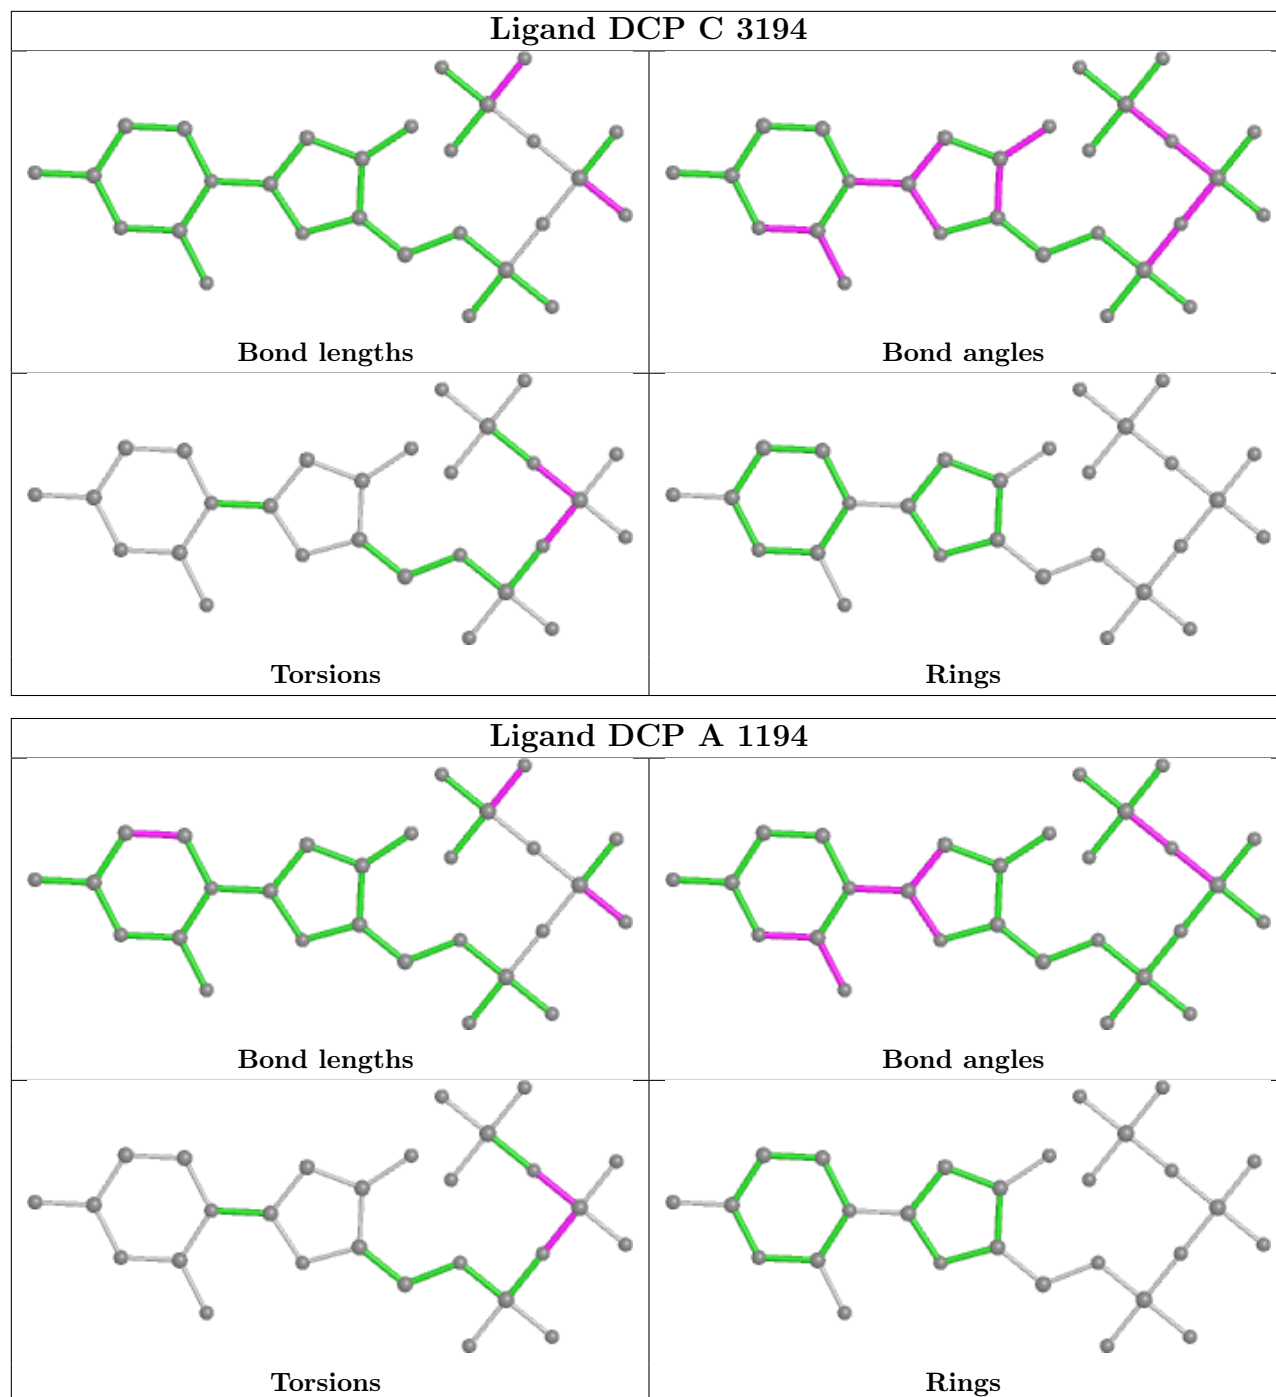 Ligand DCP C 3194
Bond lengths
Bond angles
Torsions
Rings
Ligand DCP A 1194
Bond lengths
Bond angles
Torsions
Rings